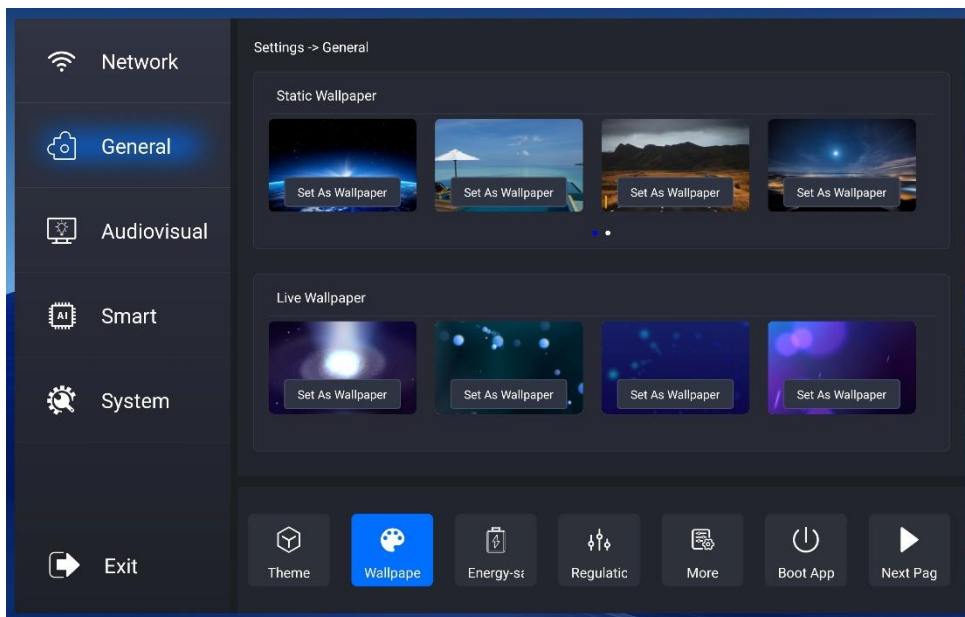 Network
General
Audiovisual
Smart
System
Exit
Settings -> General
Static Wallpaper
Set As Wallpaper
Set As Wallpaper
Set As Wallpaper
Set As Wallpaper
Live Wallpaper
Set As Wallpaper
Set As Wallpaper
Set As Wallpaper
Set As Wallpaper
Theme
Wallpape
Energy-sa
Regulatic
More
Boot App
Next Pag
AI